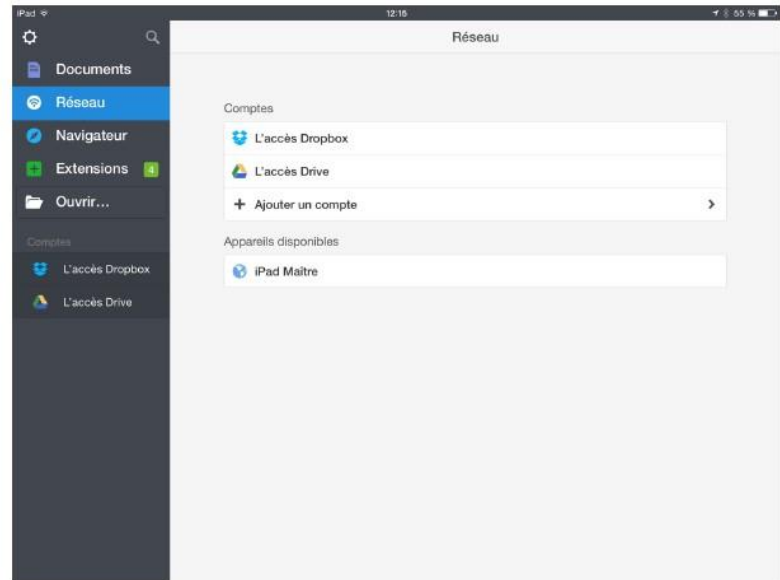 iPad 12:15 55 %
Réseau
Documents
Réseau
Navigateur
Extensions 4
Ouvrir...
Comptes
L'accès Dropbox
L'accès Drive
Comptes
L'accès Dropbox
L'accès Drive
+ Ajouter un compte
Appareils disponibles
iPad Maître